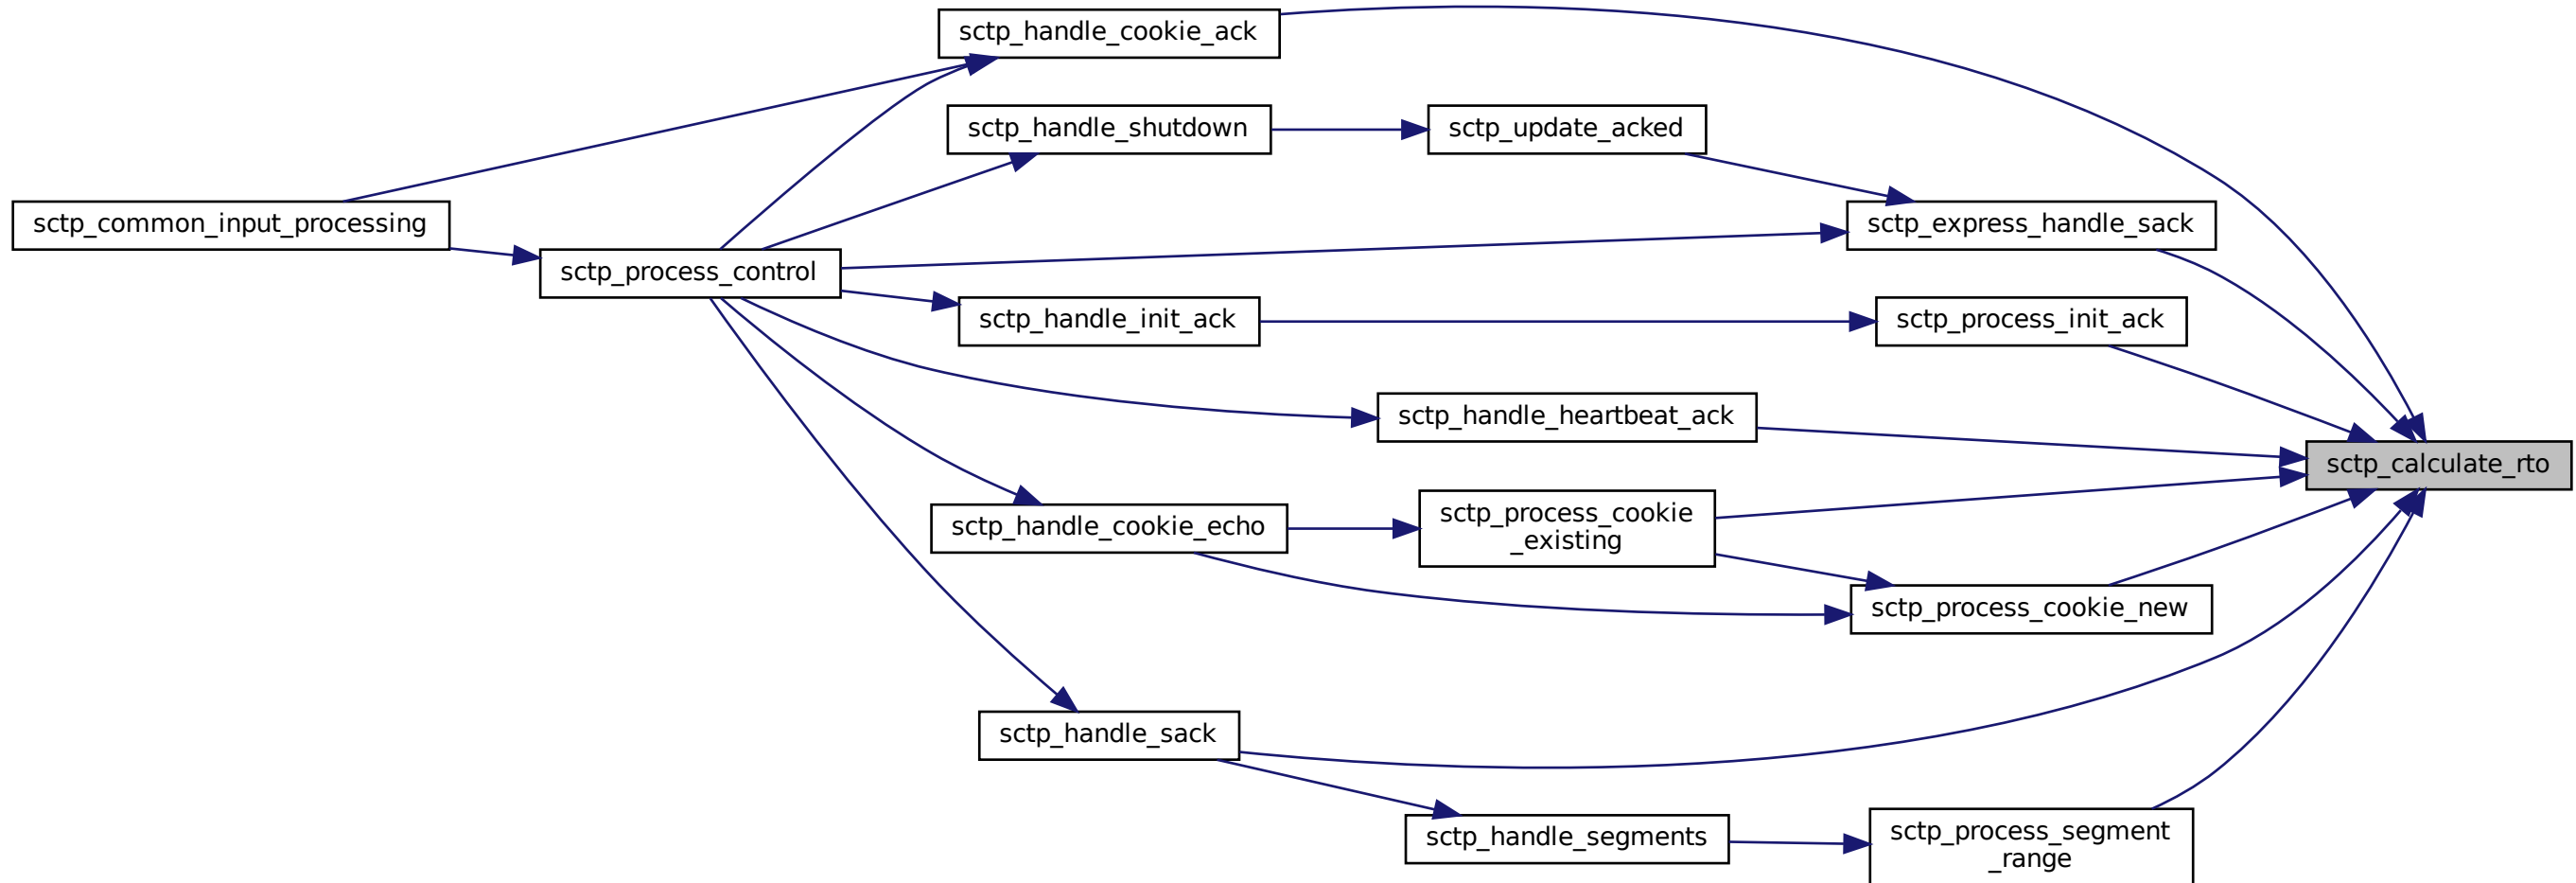 sctp_handle_cookie_ack
sctp_handle_shutdown
sctp_update_acked
sctp_common_input_processing
sctp_express_handle_sack
sctp_process_control
sctp_handle_init_ack
sctp_process_init_ack
sctp_handle_heartbeat_ack
sctp_calculate_rto
sctp_handle_cookie_echo
sctp_process_cookie
_existing
sctp_process_cookie_new
sctp_handle_sack
sctp_handle_segments
sctp_process_segment
_range